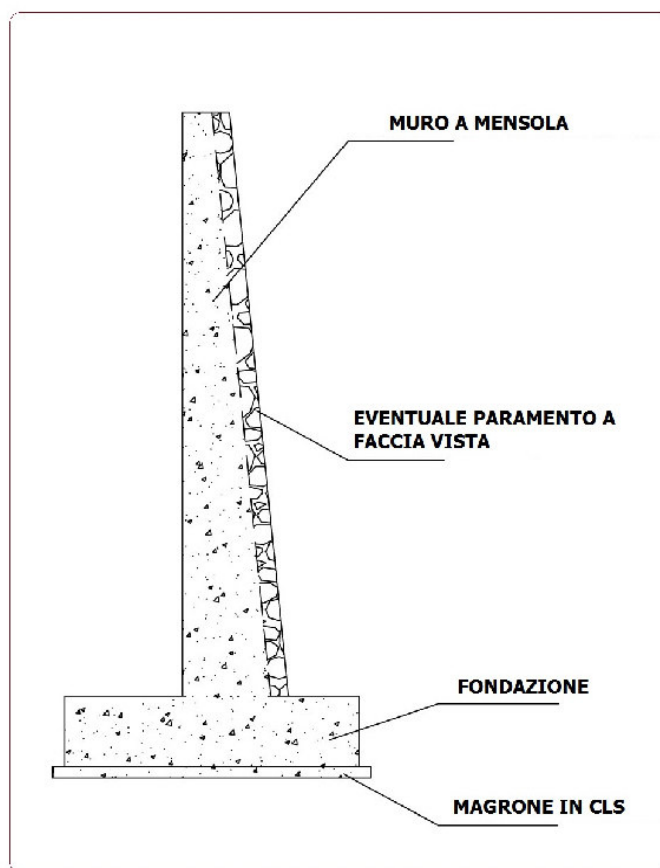 MURO A MENSOLA
EVENTUALE PARAMENTO A
FACCIA VISTA
FONDAZIONE
MAGRONE IN CLS